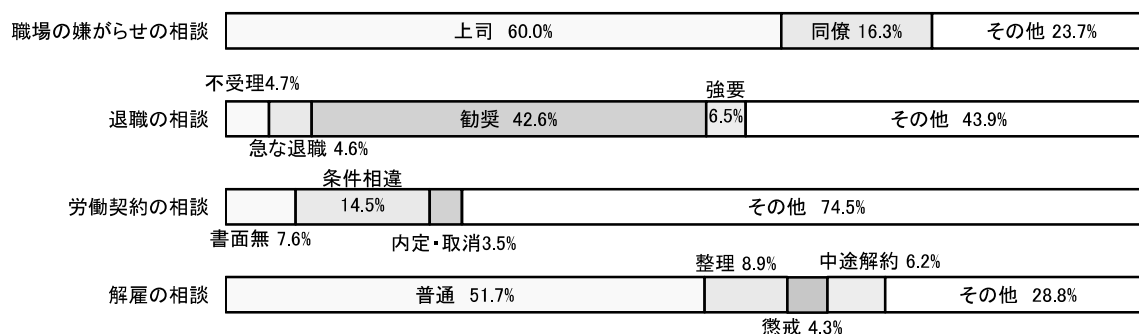 職場の嫌がらせの相談 上司 60.0% 同僚 16.3% その他 23.7%
不受理4.7% 強要
退職の相談 勧奨 42.6% 6.5% その他 43.9%
急な退職 4.6%
条件相違
労働契約の相談 14.5% その他 74.5%
書面無 7.6% 内定・取消3.5%
整理 8.9% 中途解約 6.2%
解雇の相談 普通 51.7% その他 28.8%
懲戒 4.3%